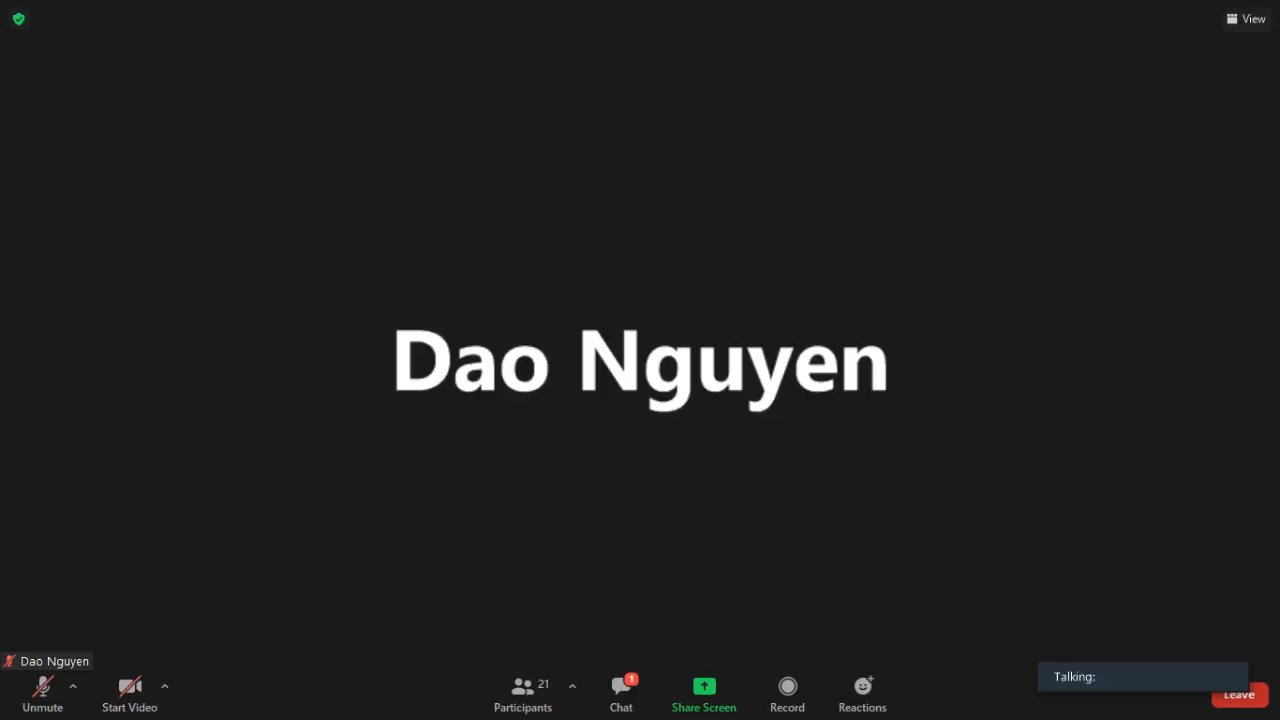 View
Dao Nguyen
Dao Nguyen
Talking:
Unmute
Start Video
21
Participants
1
Chat
Share Screen
Record
Reactions
Leave